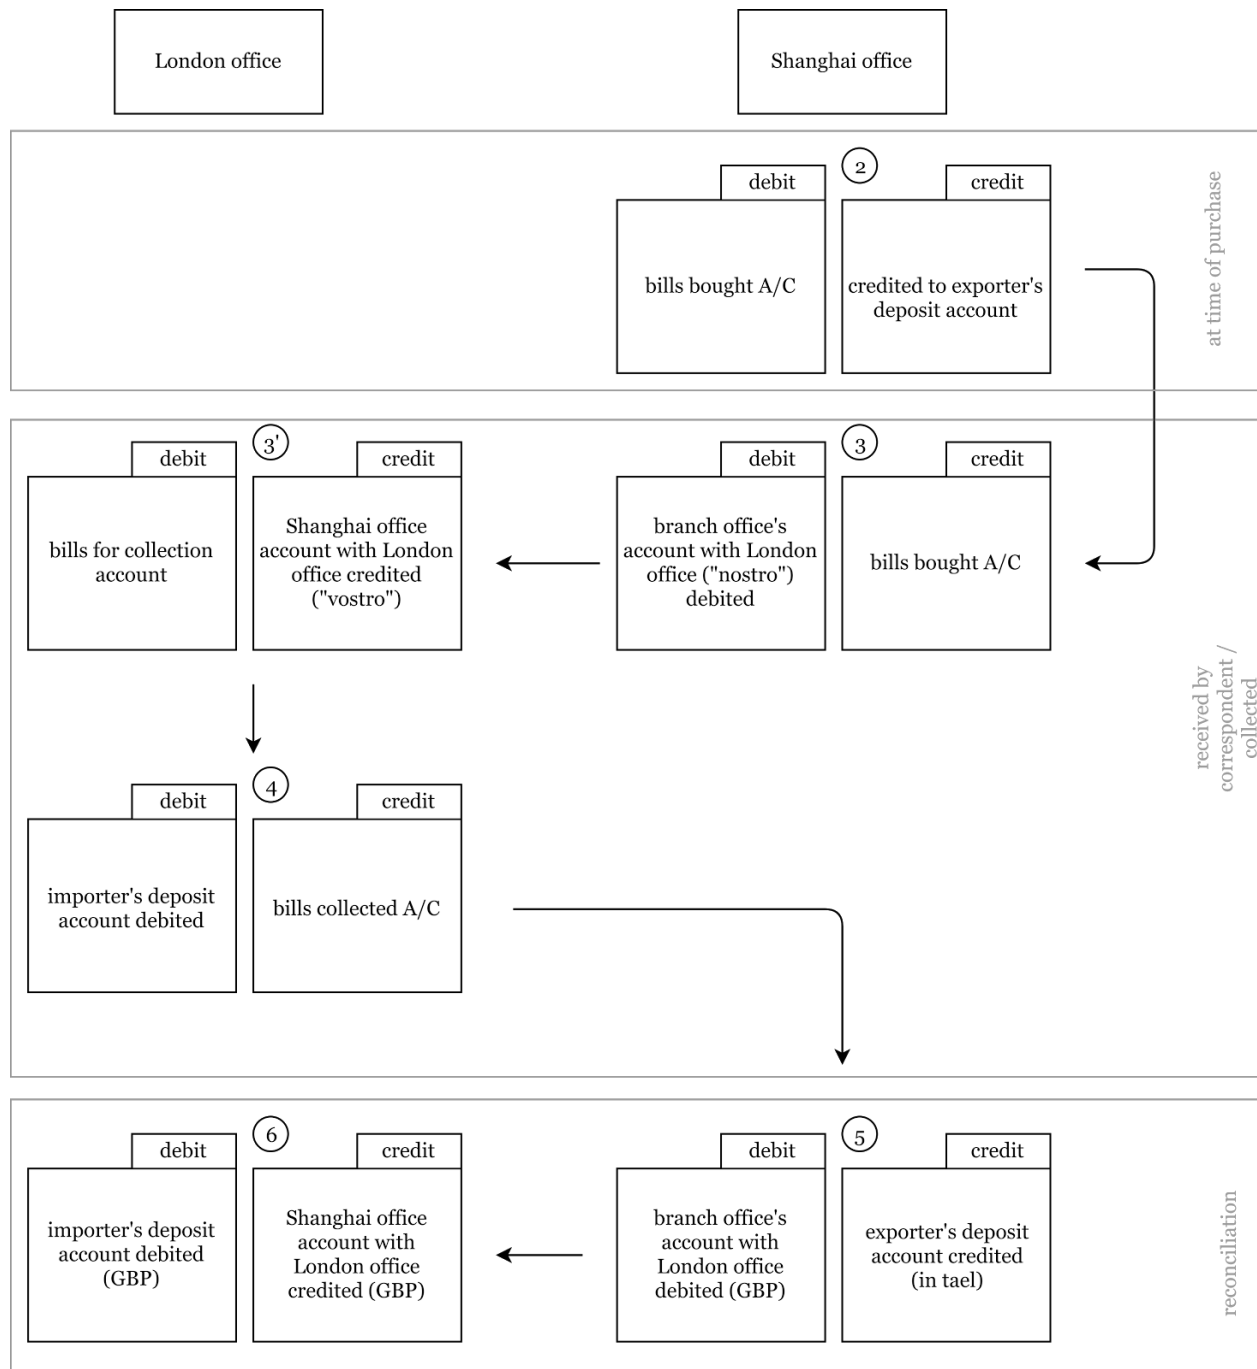 London office
Shanghai office
at time of purchase
2
debit
bills bought A/C
credit
credited to exporter's
deposit account
received by
correspondent /
collected
3'
debit
bills for collection
account
credit
Shanghai office
account with London
office credited
("vostro")
3
debit
branch office's
account with London
office ("nostro")
debited
credit
bills bought A/C
4
debit
importer's deposit
account debited
credit
bills collected A/C
reconciliation
6
debit
importer's deposit
account debited
(GBP)
credit
Shanghai office
account with
London office
credited (GBP)
5
debit
branch office's
account with
London office
debited (GBP)
credit
exporter's deposit
account credited
(in tael)